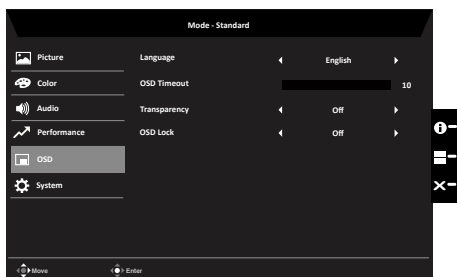 Mode - Standard
Picture
Language
English
Color
OSD Timeout
10
Audio
Transparency
Off
Performance
OSD Lock
Off
OSD
System
Move
Enter